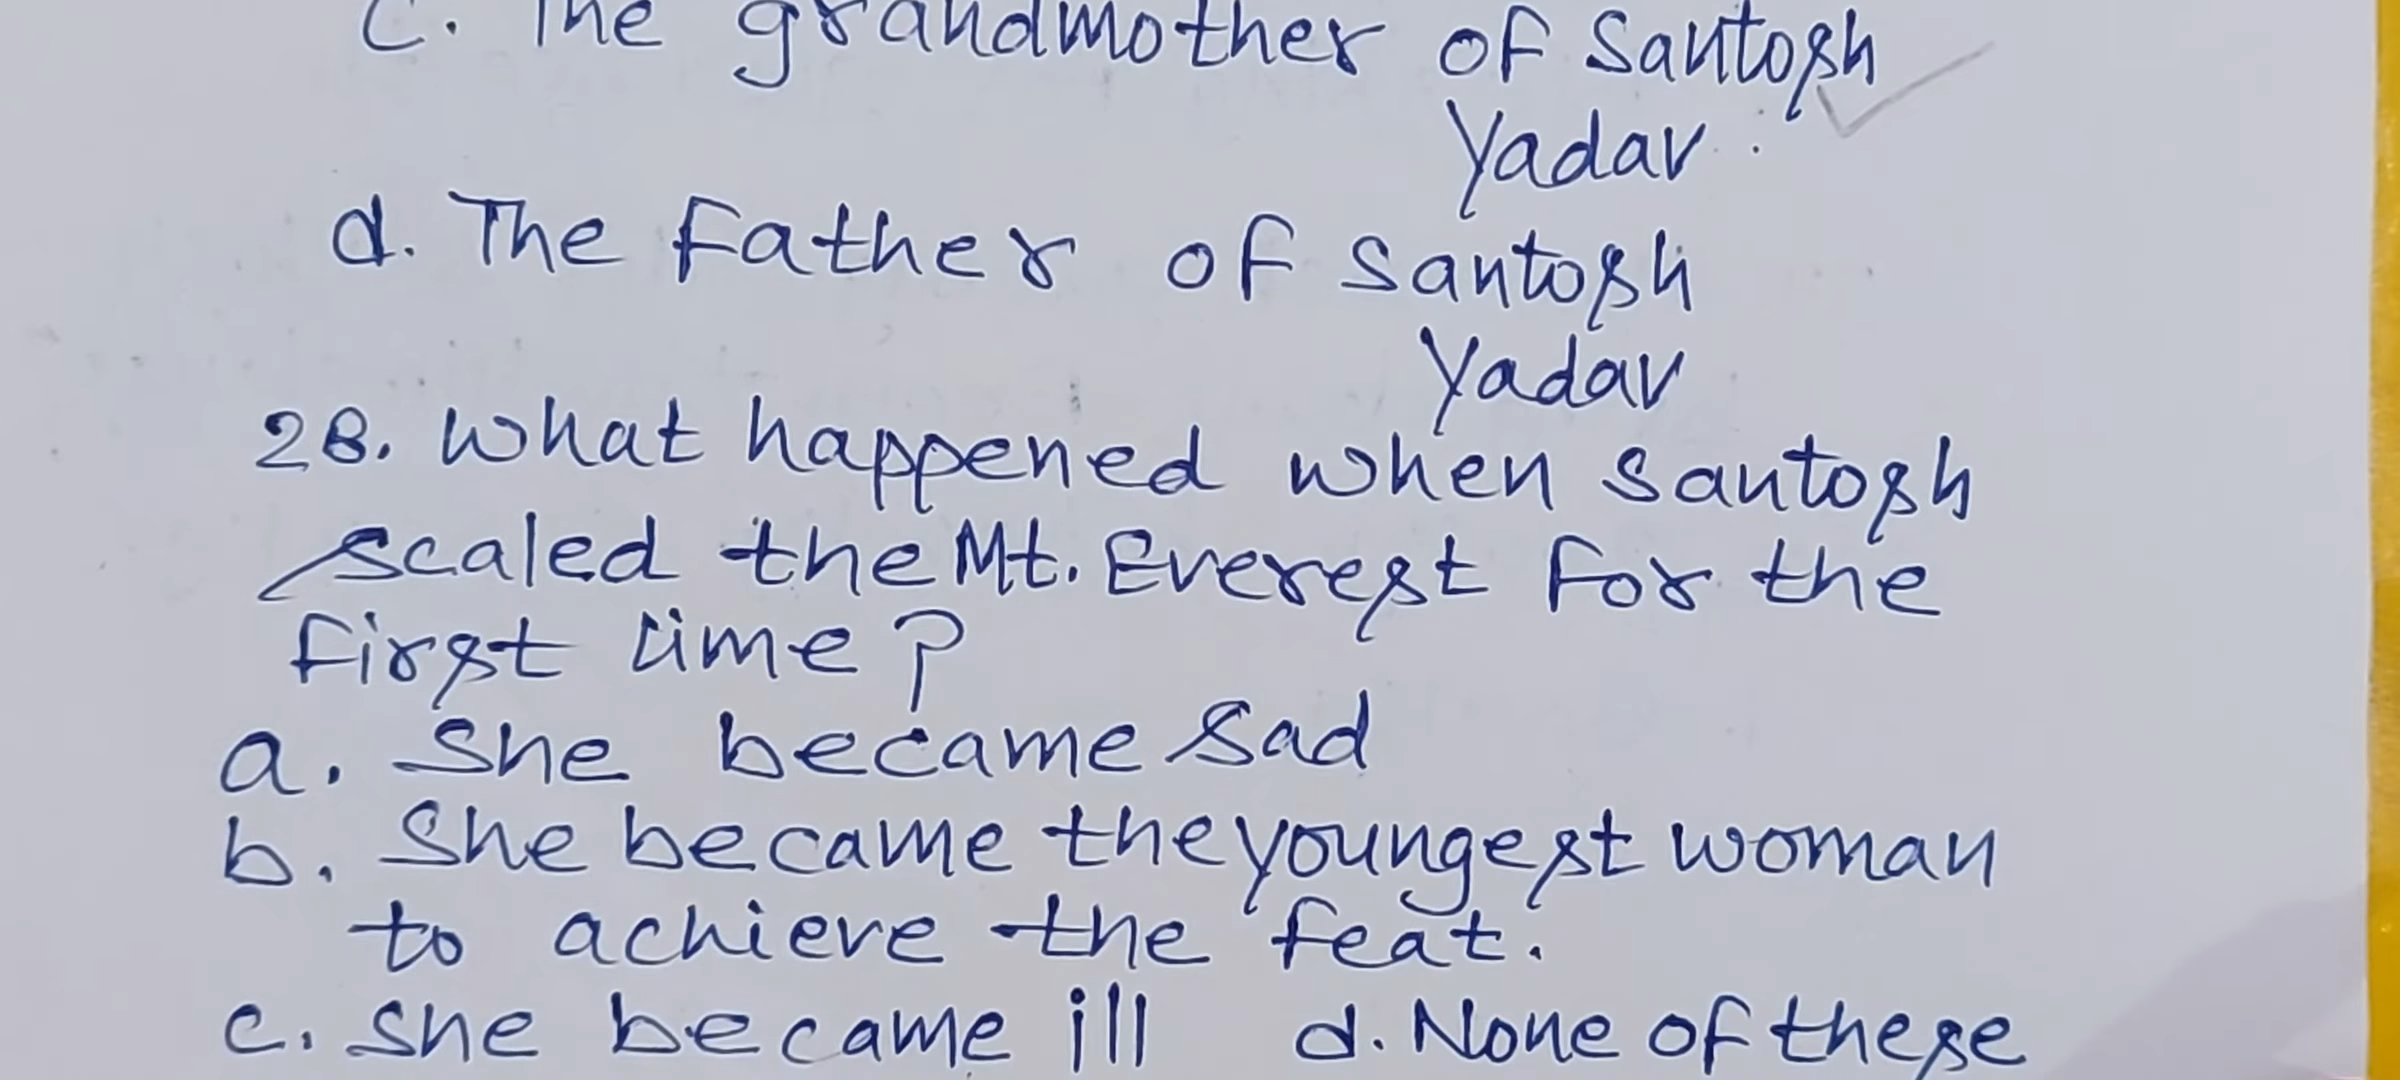 c. The grandmother of Santosh
Yadav.
d. The Father of Santosh
Yadav
28. What happened when Santosh
scaled the Mt. Everest for the
first time?
a. She became sad
b. She became the youngest woman
to achieve the feat.
c. She became ill d. None of these